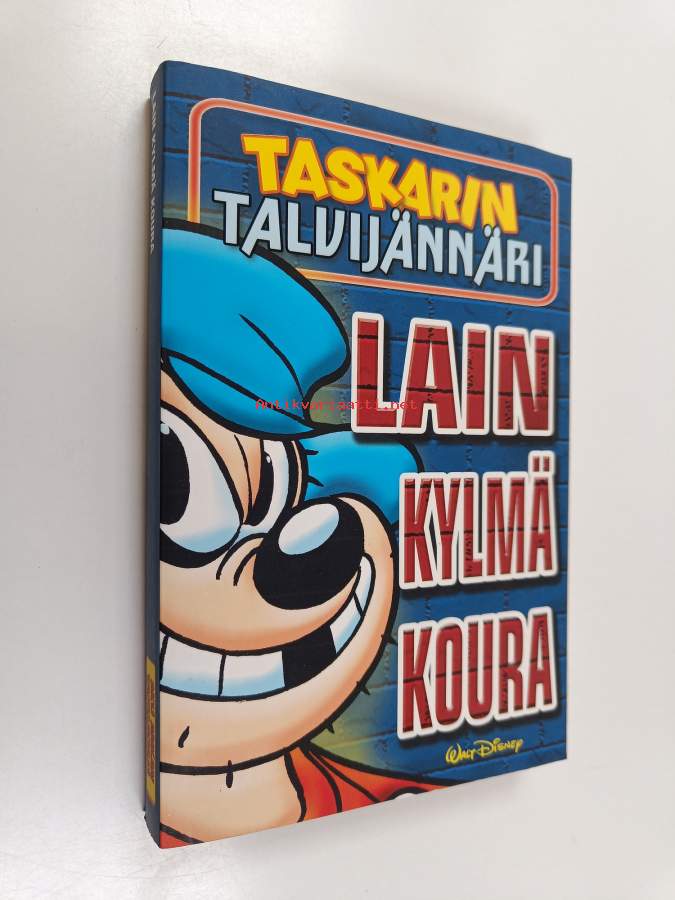 TASKARIN
TALVIJÄNNÄRI
LAIN
KYLMÄ
KOURA
WALT DISNEY
Antikvariaatti.net
LAIN KYLMÄ KOURA